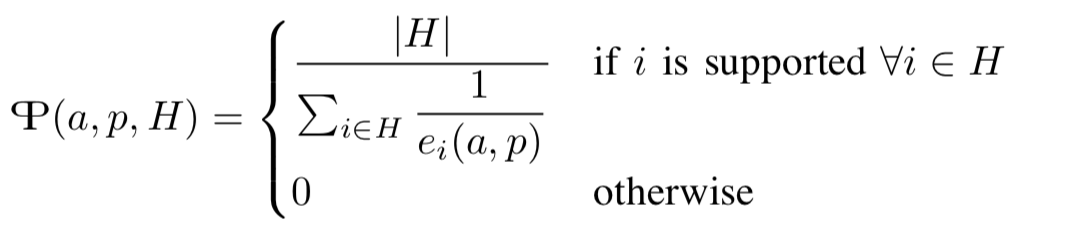 Ҏ(a, p, H) = { |H| / ∑_{i∈H} 1 / e_i(a, p) if i is supported ∀i ∈ H
0 otherwise